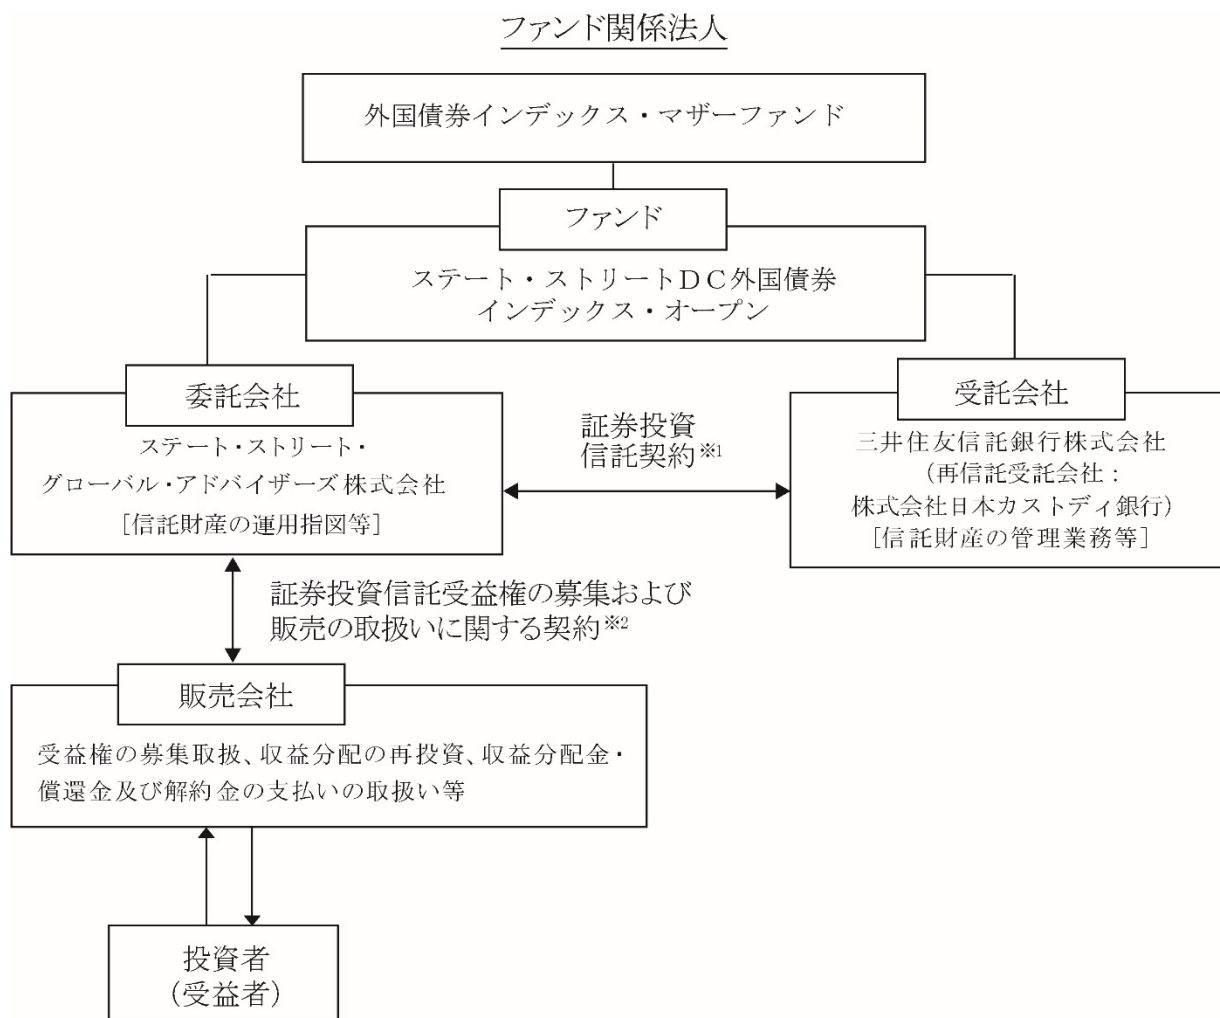 ファンド関係法人
外国債券インデックス・マザーファンド
ファンド
ステート・ストリートＤＣ外国債券
インデックス・オープン
委託会社
ステート・ストリート・
グローバル・アドバイザーズ株式会社
[信託財産の運用指図等]
証券投資
信託契約※1
受託会社
三井住友信託銀行株式会社
(再信託受託会社：
株式会社日本カストディ銀行)
[信託財産の管理業務等]
証券投資信託受益権の募集および
販売の取扱いに関する契約※2
販売会社
受益権の募集取扱、収益分配の再投資、収益分配金・
償還金及び解約金の支払いの取扱い等
投資者
(受益者)